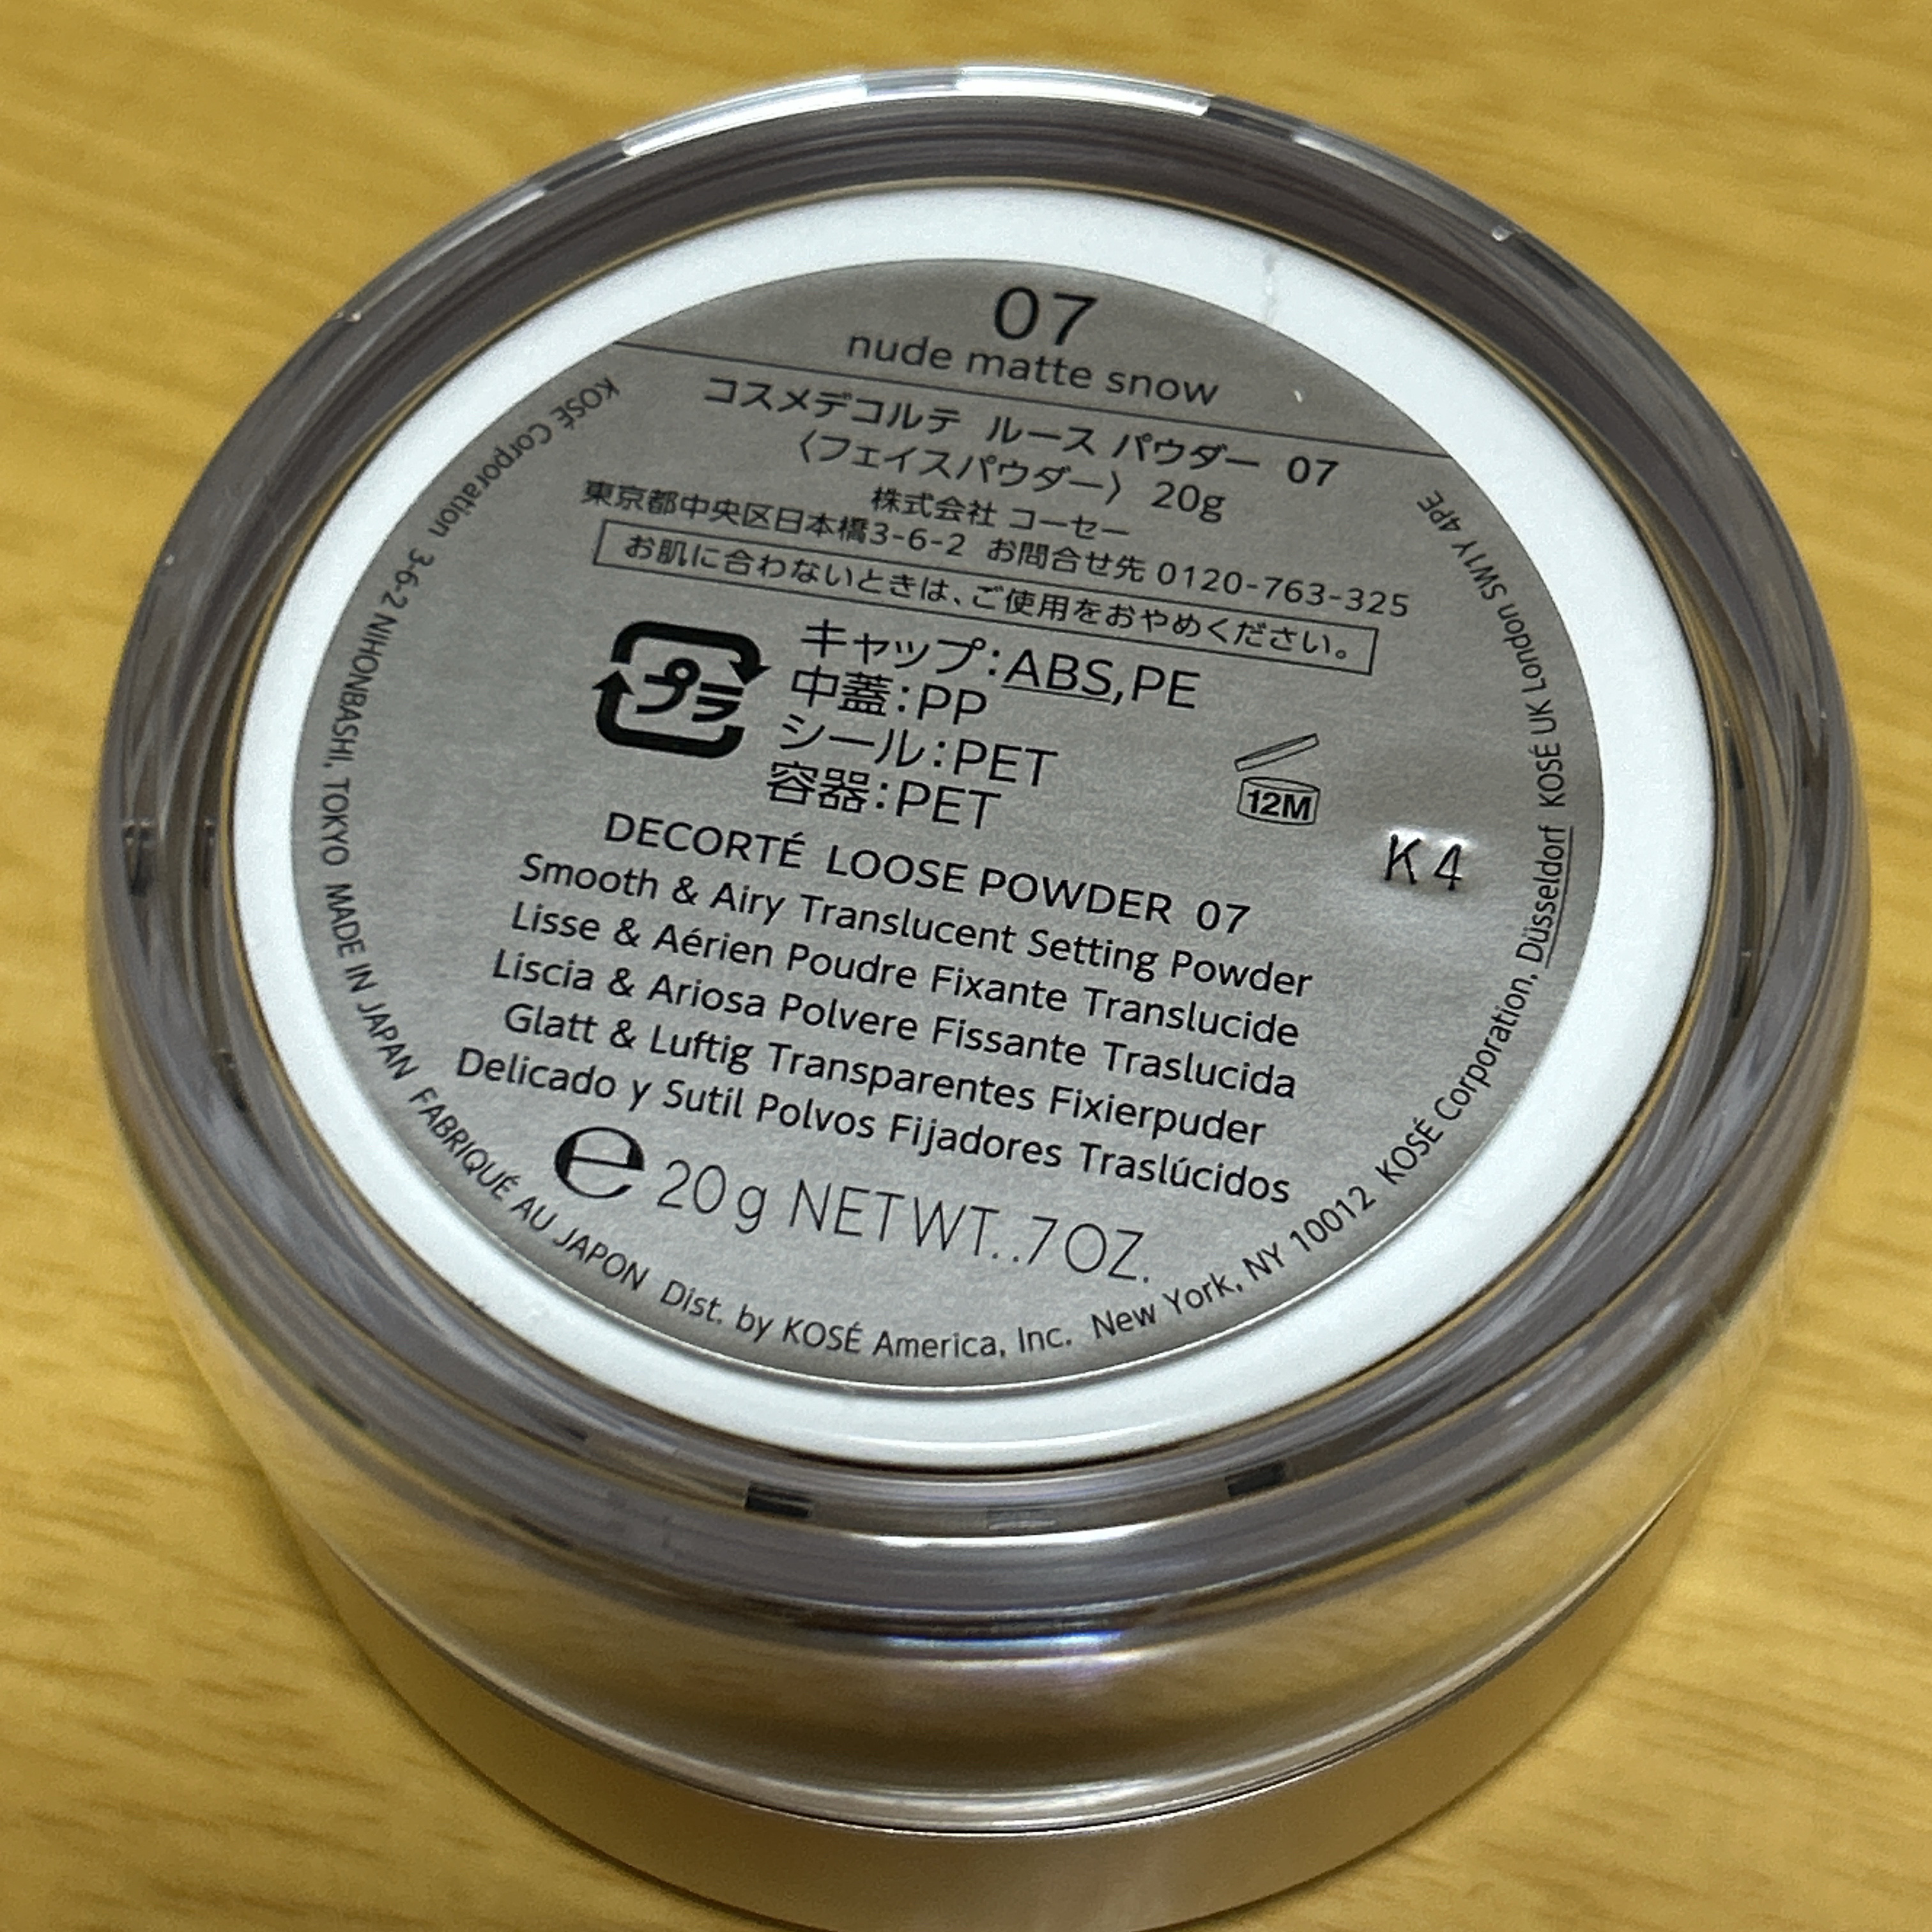 07
nude matte snow
コスメデコルテ ルース パウダー 07
〈フェイスパウダー〉 20g
株式会社 コーセー
東京都中央区日本橋3-6-2 お問合せ先 0120-763-325
お肌に合わないときは、ご使用をおやめください。
プラ
キャップ:ABS,PE
中蓋:PP
シール:PET
容器:PET
12M
K4
DECORTÉ LOOSE POWDER 07
Smooth & Airy Translucent Setting Powder
Lisse & Aérien Poudre Fixante Translucide
Liscia & Ariosa Polvere Fissante Traslucida
Glatt & Luftig Transparentes Fixierpuder
Delicado y Sutil Polvos Fijadores Traslúcidos
e 20g NET WT. .7 OZ.
KOSÉ Corporation 3-6-2 NIHONBASHI, TOKYO MADE IN JAPAN FABRIQUÉ AU JAPON Dist. by KOSÉ America, Inc. New York, NY 10012 KOSÉ Corporation, Düsseldorf KOSÉ UK London SW1Y 4PE